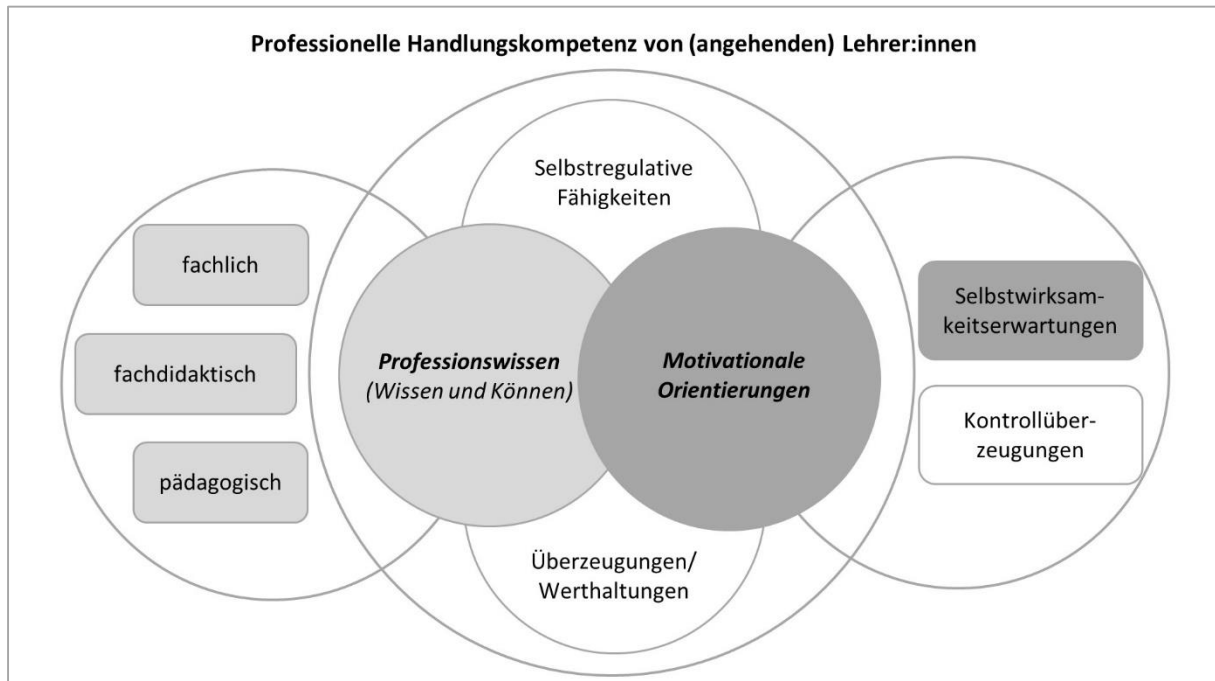 Professionelle Handlungskompetenz von (angehenden) Lehrer:innen
Selbstregulative
Fähigkeiten
fachlich
fachdidaktisch
pädagogisch
Professionswissen
(Wissen und Können)
Motivationale
Orientierungen
Selbstwirksam-
keitserwartungen
Kontrollüber-
zeugungen
Überzeugungen/
Werthaltungen